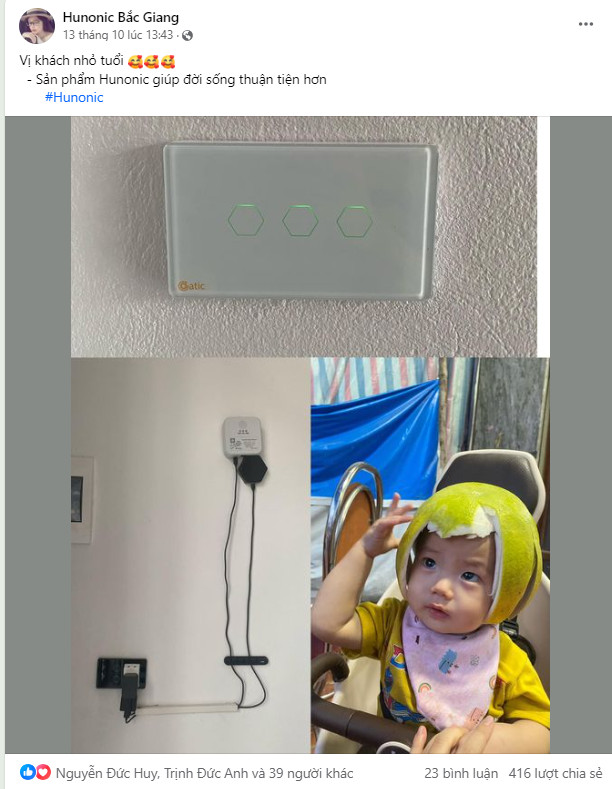 Hunonic Bắc Giang
13 tháng 10 lúc 13:43 ·
Vị khách nhỏ tuổi 🥰🥰🥰
- Sản phẩm Hunonic giúp đời sống thuận tiện hơn
#Hunonic
Datic
Nguyễn Đức Huy, Trịnh Đức Anh và 39 người khác
23 bình luận
416 lượt chia sẻ